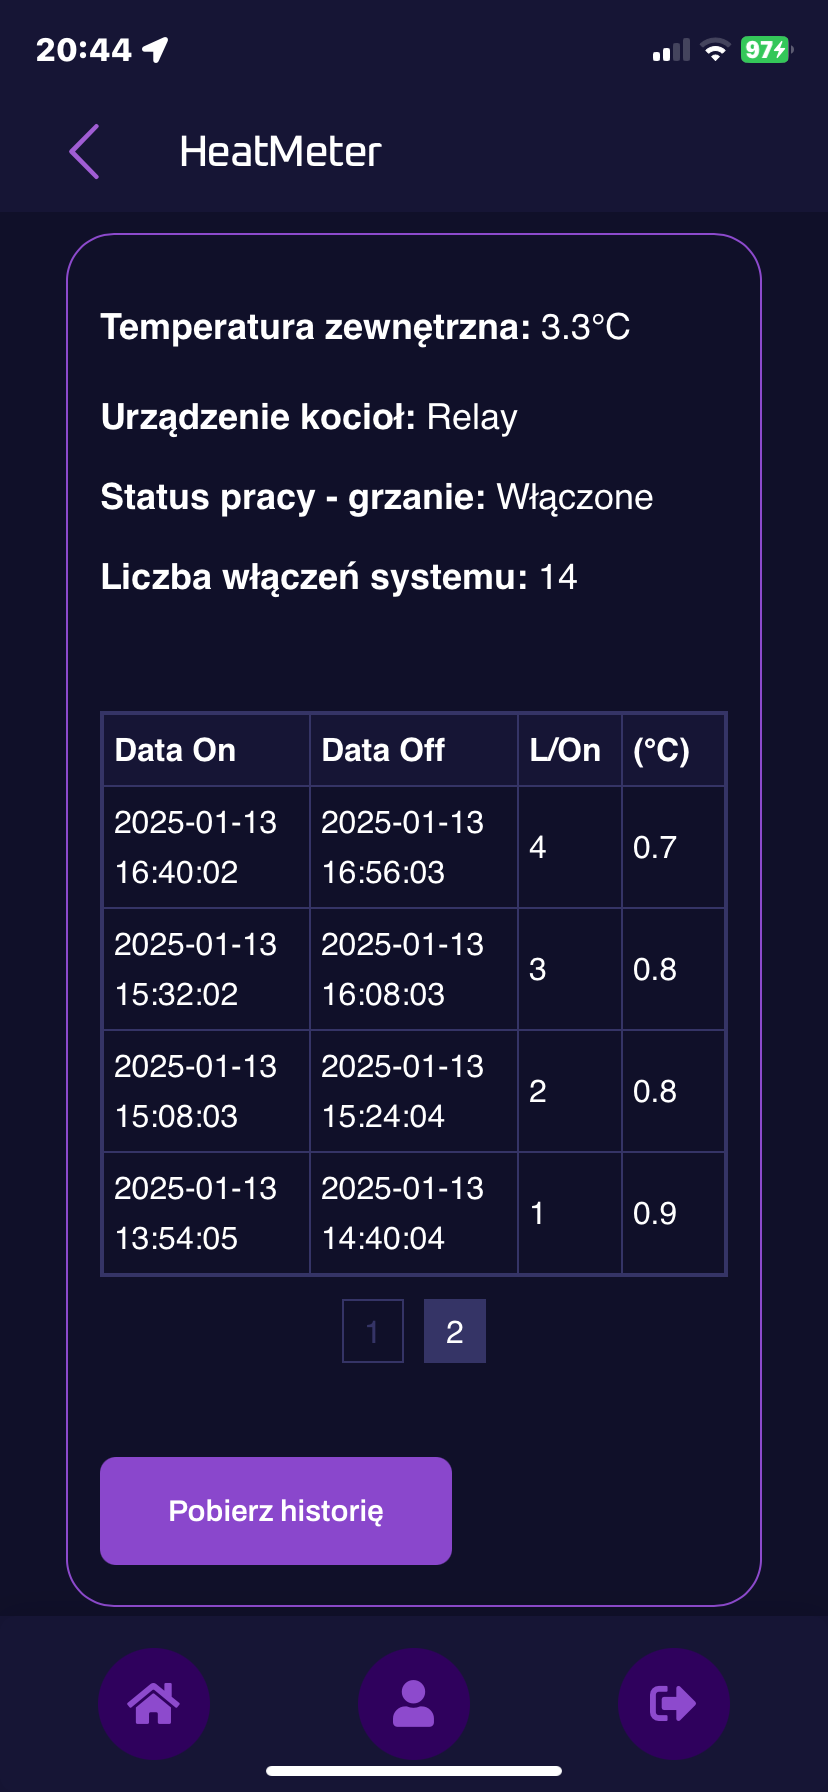 20:44
97
HeatMeter
Temperatura zewnętrzna: 3.3°C
Urządzenie kocioł: Relay
Status pracy - grzanie: Włączone
Liczba włączeń systemu: 14
Data On Data Off L/On (°C)
2025-01-13 2025-01-13
16:40:02 16:56:03 4 0.7
2025-01-13 2025-01-13
15:32:02 16:08:03 3 0.8
2025-01-13 2025-01-13
15:08:03 15:24:04 2 0.8
2025-01-13 2025-01-13
13:54:05 14:40:04 1 0.9
1 2
Pobierz historię